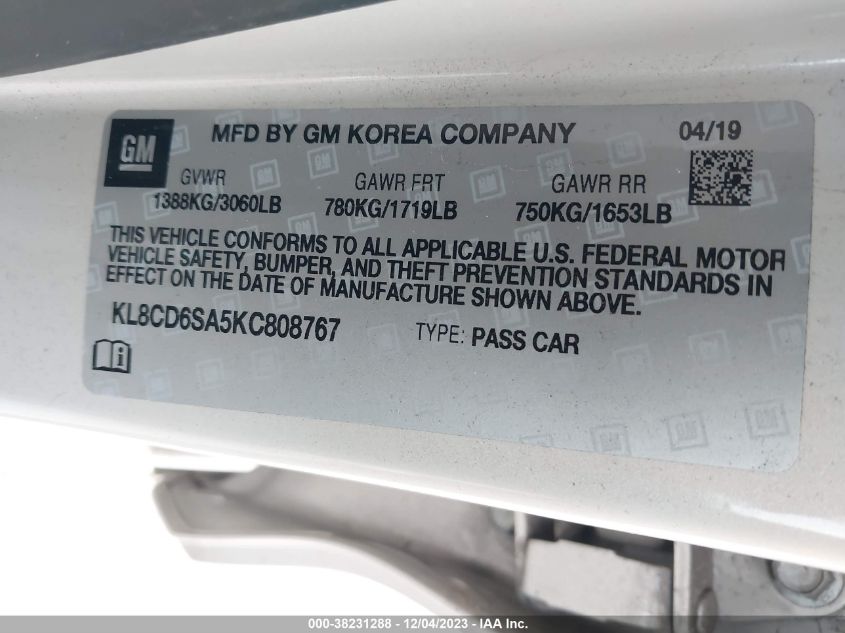 GM MFD BY GM KOREA COMPANY 04/19
GVWR GAWR FRT GAWR RR
1388KG/3060LB 780KG/1719LB 750KG/1653LB
THIS VEHICLE CONFORMS TO ALL APPLICABLE U.S. FEDERAL MOTOR
VEHICLE SAFETY, BUMPER, AND THEFT PREVENTION STANDARDS IN
EFFECT ON THE DATE OF MANUFACTURE SHOWN ABOVE.
KL8CD6SA5KC808767 TYPE: PASS CAR
000-38231288 - 12/04/2023 - IAA Inc.